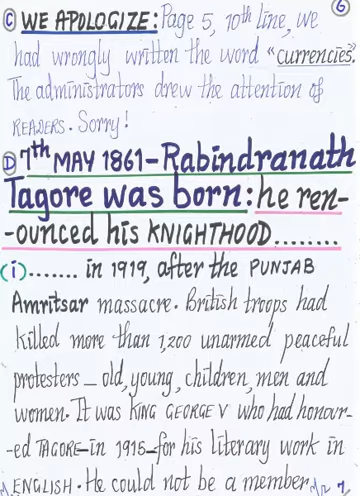 6
© WE APOLOGIZE: Page 5, 10th line, we
had wrongly written the word "currencies".
The administrators drew the attention of
READERS. Sorry!
D 7th MAY 1861-Rabindranath
Tagore was born: he ren-
-ounced his KNIGHTHOOD........
(i)....... in 1919, after the PUNJAB
Amritsar massacre. British troops had
killed more than 1,200 unarmed peaceful
protesters_old, young, children, men and
women. It was KING GEORGE V who had honour-
-ed TAGORE-in 1915-for his literary work in
ENGLISH. He could not be a member